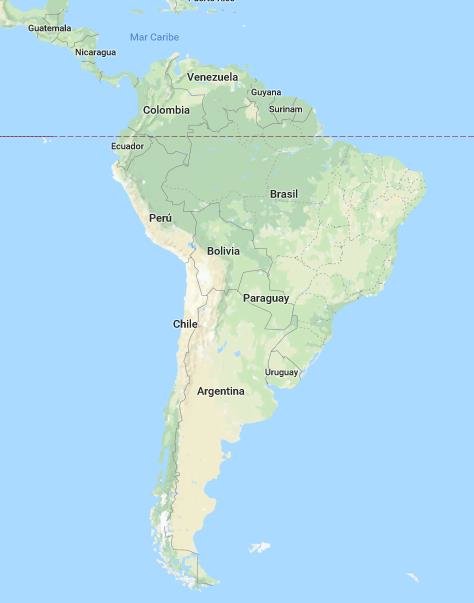 Puerto Rico
Guatemala
Mar Caribe
Nicaragua
Venezuela
Guyana
Colombia
Surinam
Ecuador
Brasil
Perú
Bolivia
Paraguay
Chile
Uruguay
Argentina